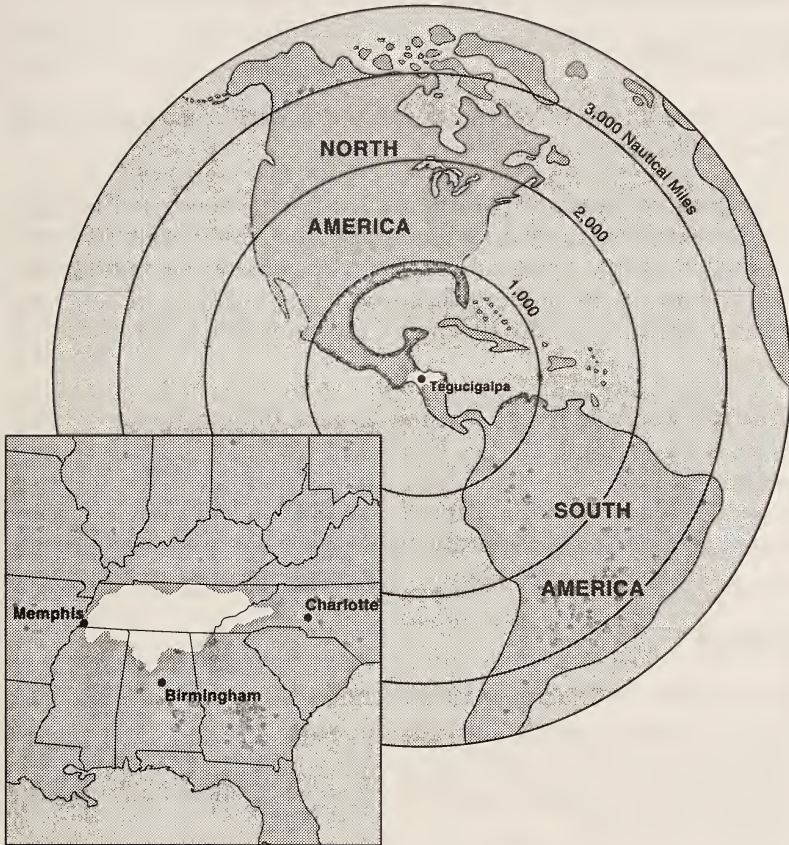 3,000 Nautical Miles
NORTH
2,000
AMERICA
1,000
Tegucigalpa
SOUTH
AMERICA
Memphis
Charlotte
Birmingham